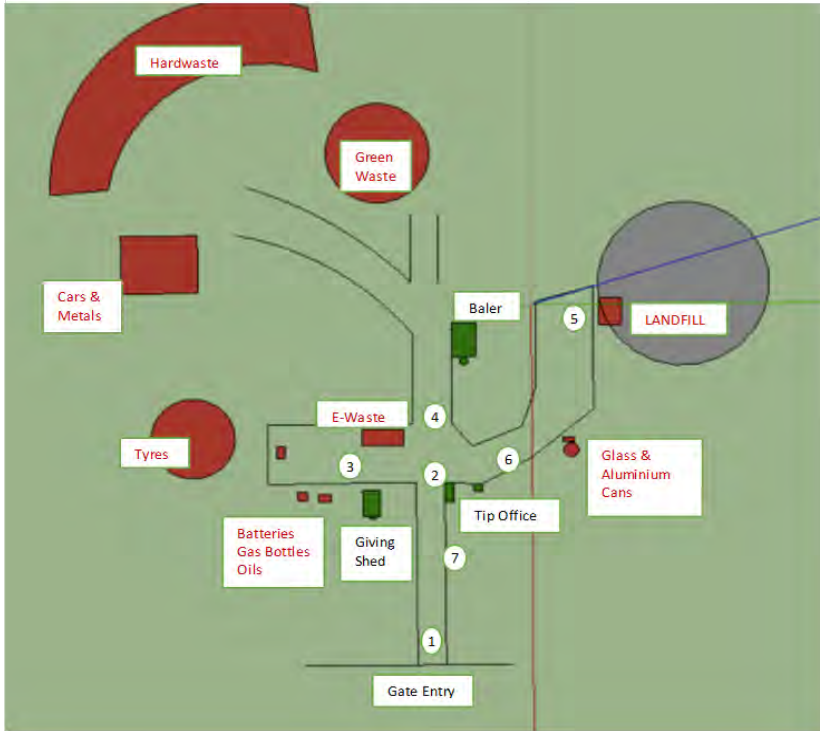 Hardwaste
Green
Waste
Cars &
Metals
Baler
5
LANDFILL
E-Waste
4
Tyres
3
2
6
Glass &
Aluminium
Cans
Batteries
Gas Bottles
Oils
Giving
Shed
Tip Office
7
1
Gate Entry